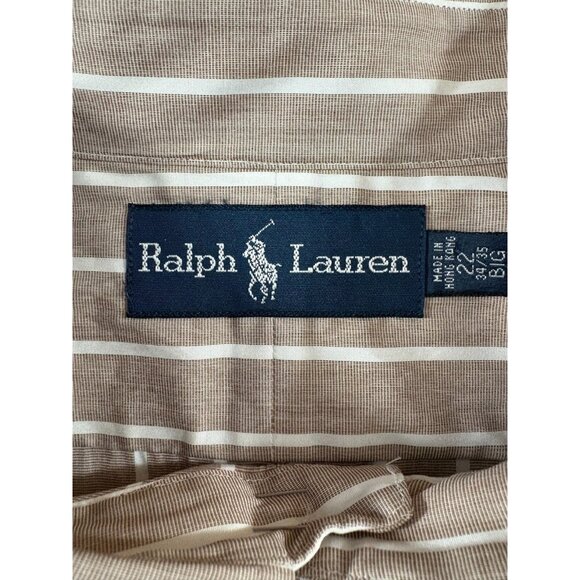 Ralph Lauren
MADE IN
HONG KONG
22
34/35
BIG